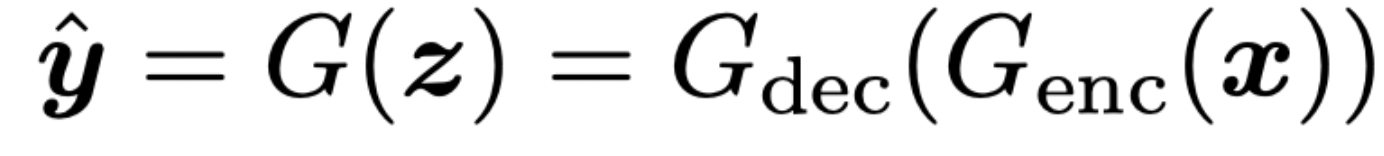 ŷ = G(z) = G_dec(G_enc(x))